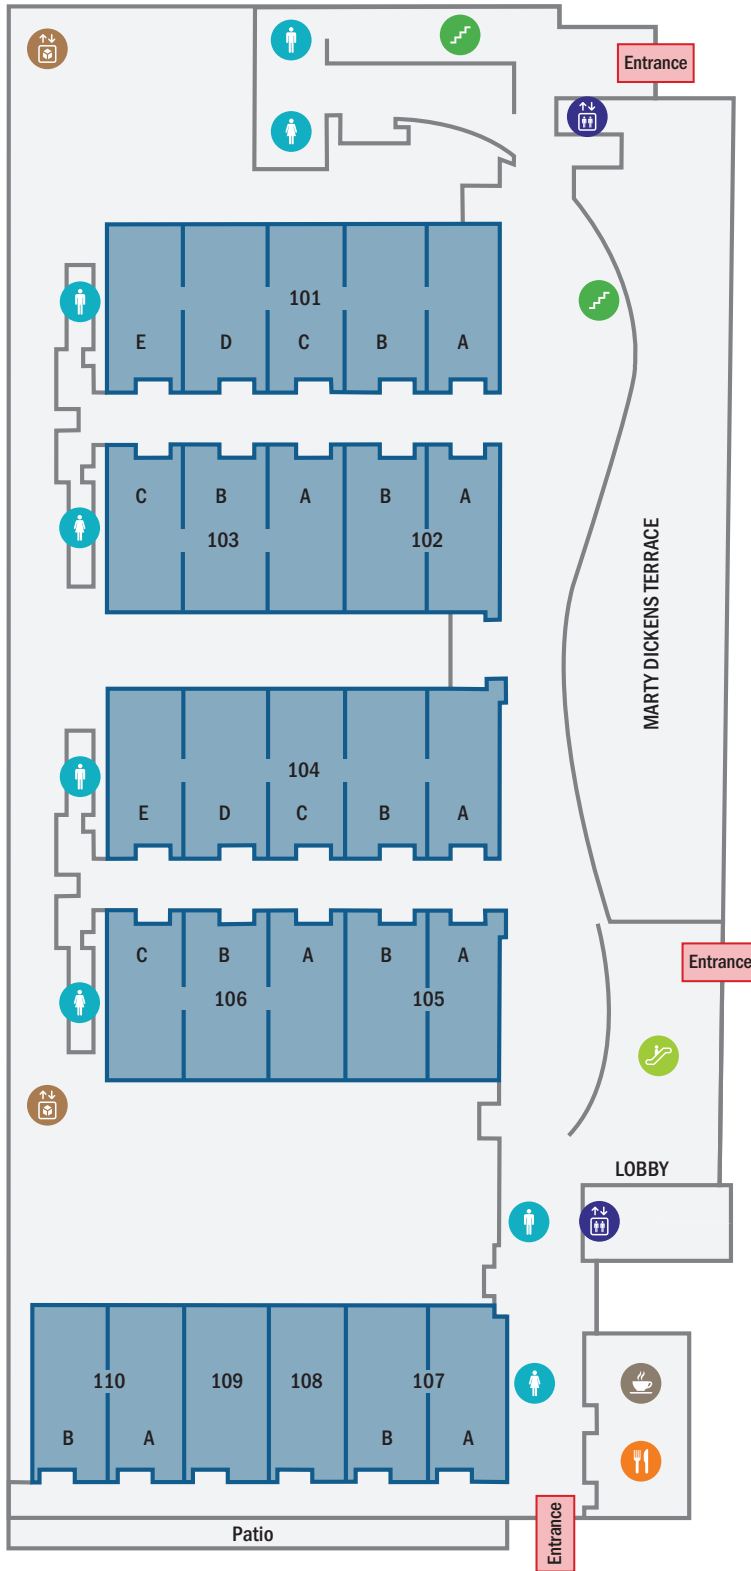 Entrance
101
E D C B A
C B A B A
103 102
MARTY DICKENS TERRACE
104
E D C B A
C B A B A
Entrance
106 105
LOBBY
110 109 108 107
B A B A
Entrance
Patio